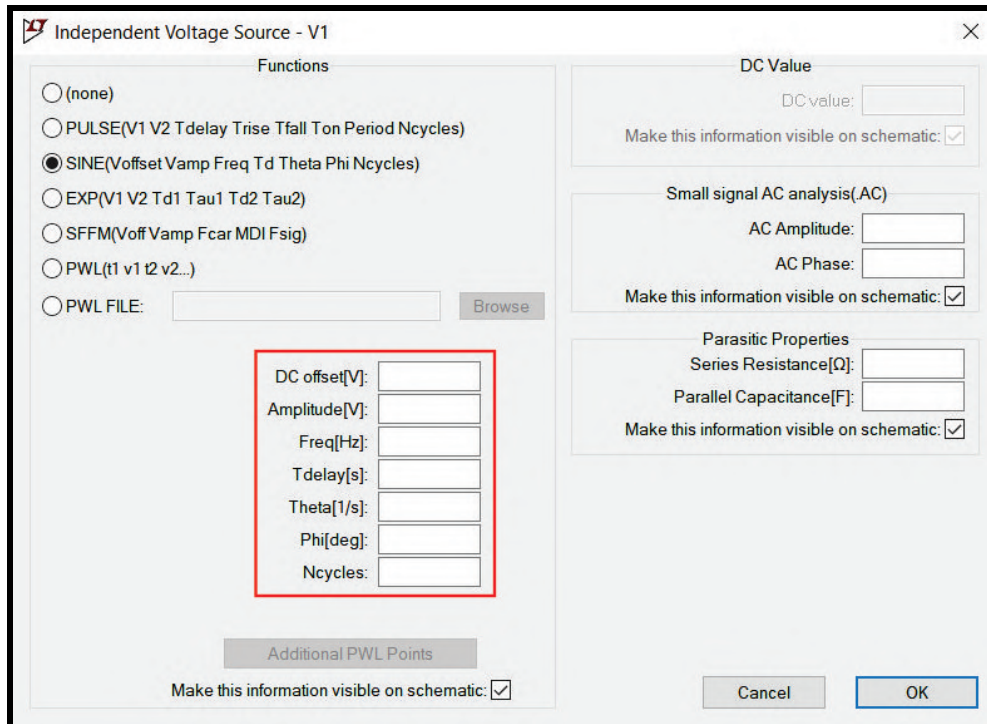 Independent Voltage Source - V1
Functions
(none)
PULSE(V1 V2 Tdelay Trise Tfall Ton Period Ncycles)
SINE(Voffset Vamp Freq Td Theta Phi Ncycles)
EXP(V1 V2 Td1 Tau1 Td2 Tau2)
SFFM(Voff Vamp Fcar MDI Fsig)
PWL(t1 v1 t2 v2...)
PWL FILE:
Browse
DC offset[V]:
Amplitude[V]:
Freq[Hz]:
Tdelay[s]:
Theta[1/s]:
Phi[deg]:
Ncycles:
Additional PWL Points
Make this information visible on schematic:
DC Value
DC value:
Make this information visible on schematic:
Small signal AC analysis(.AC)
AC Amplitude:
AC Phase:
Make this information visible on schematic:
Parasitic Properties
Series Resistance[Ω]:
Parallel Capacitance[F]:
Make this information visible on schematic:
Cancel
OK